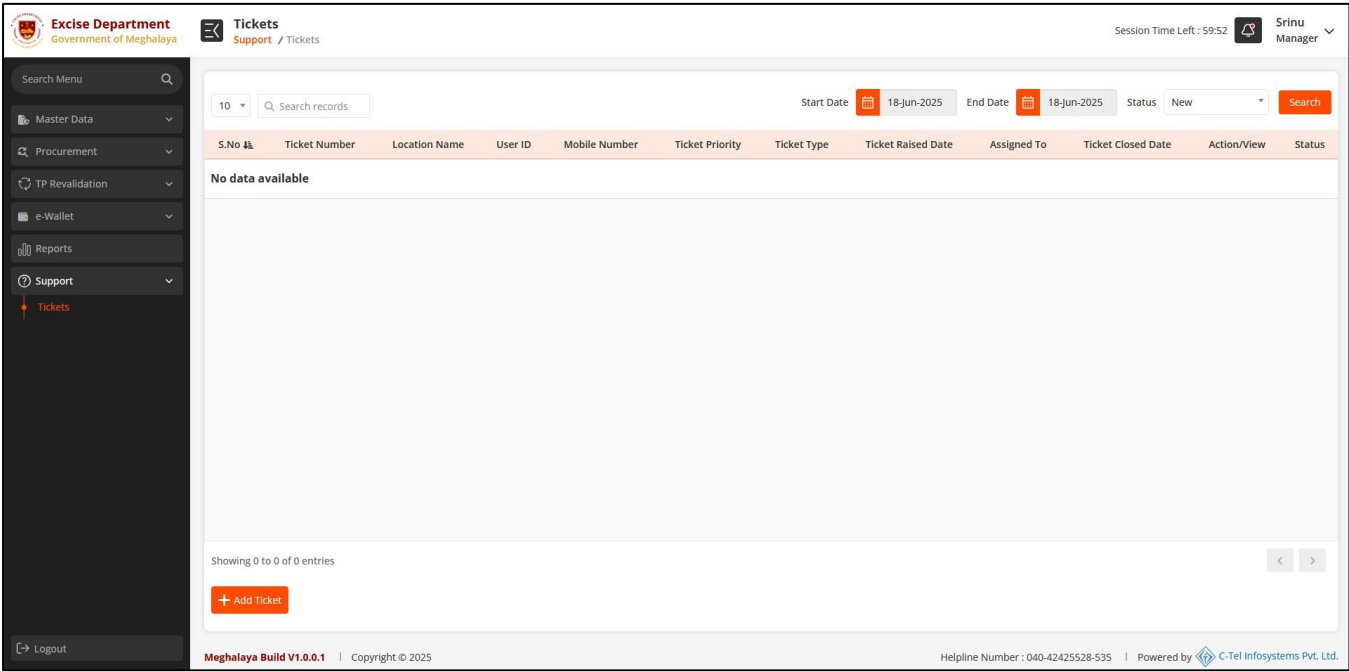 Excise Department
Government of Meghalaya
Tickets
Support / Tickets
Session Time Left : 59:52
Srinu
Manager
Search Menu
Master Data
Procurement
TP Revalidation
e-Wallet
Reports
Support
Tickets
Logout
10 Search records Start Date 18-Jun-2025 End Date 18-Jun-2025 Status New Search
S.No Ticket Number Location Name User ID Mobile Number Ticket Priority Ticket Type Ticket Raised Date Assigned To Ticket Closed Date Action/View Status
No data available
Showing 0 to 0 of 0 entries < >
+ Add Ticket
Meghalaya Build V1.0.0.1 | Copyright © 2025 Helpline Number : 040-42425528-535 | Powered by C-Tel Infosystems Pvt. Ltd.